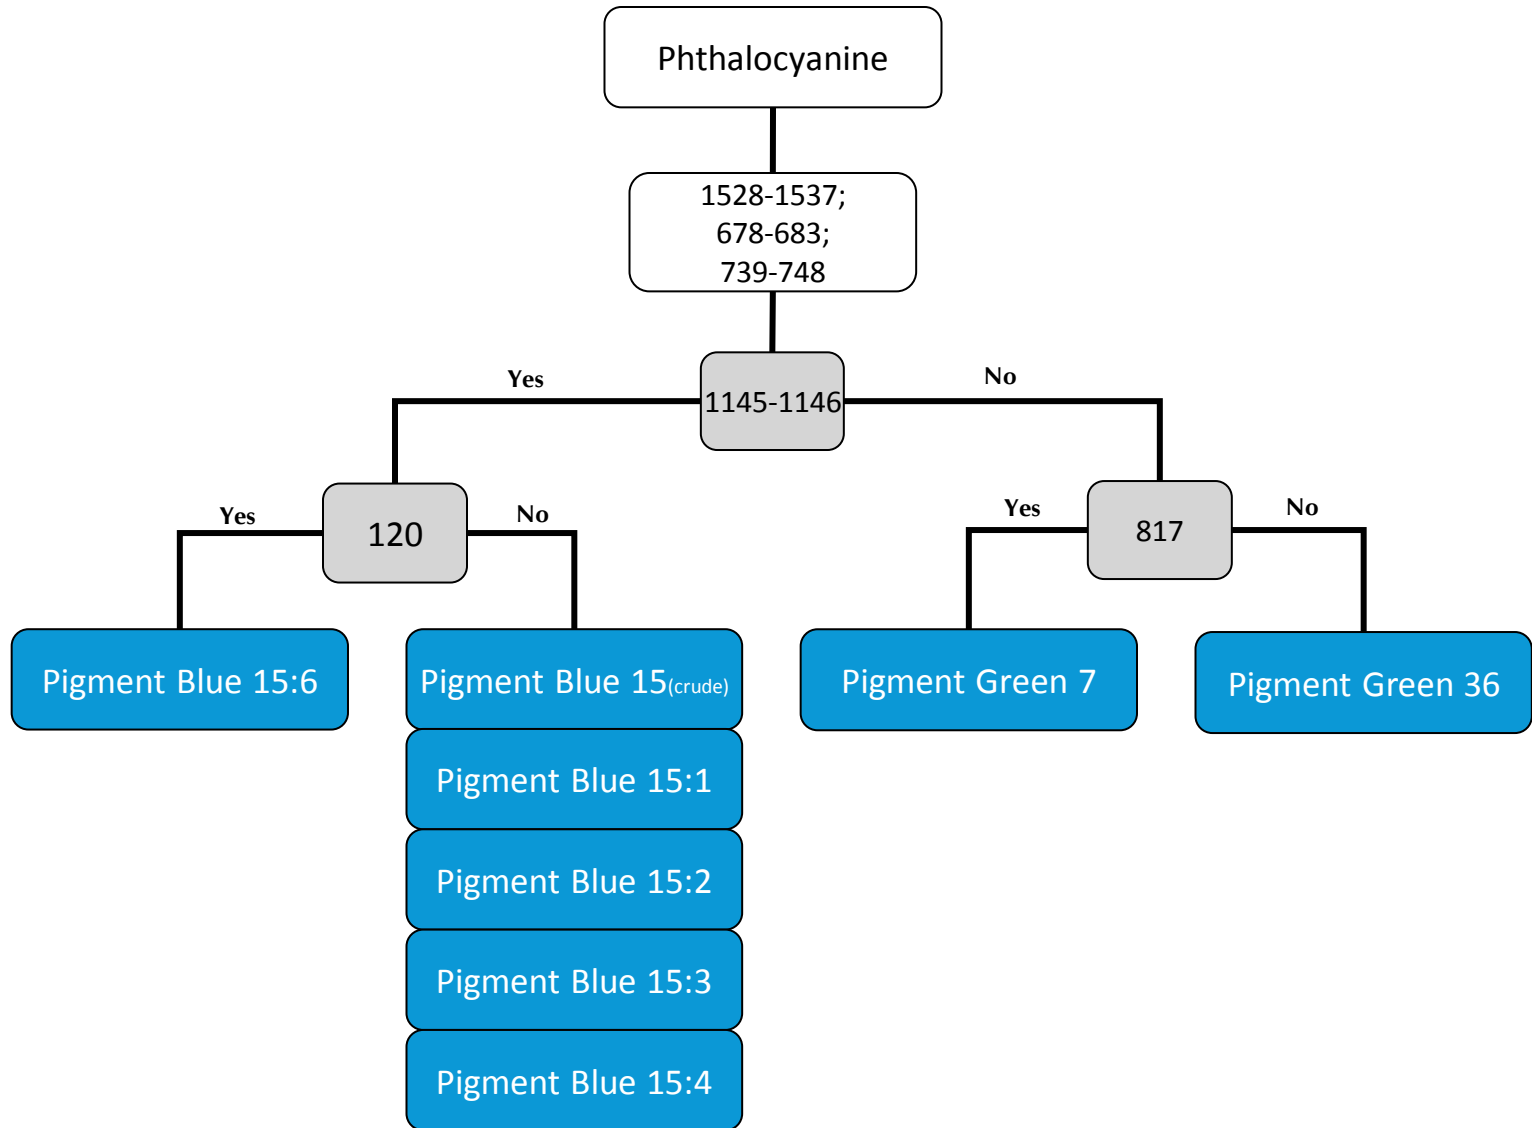 Phthalocyanine
1528-1537;
678-683;
739-748
Yes
1145-1146
No
Yes
120
No
Yes
817
No
Pigment Blue 15:6
Pigment Blue 15(crude)
Pigment Green 7
Pigment Green 36
Pigment Blue 15:1
Pigment Blue 15:2
Pigment Blue 15:3
Pigment Blue 15:4